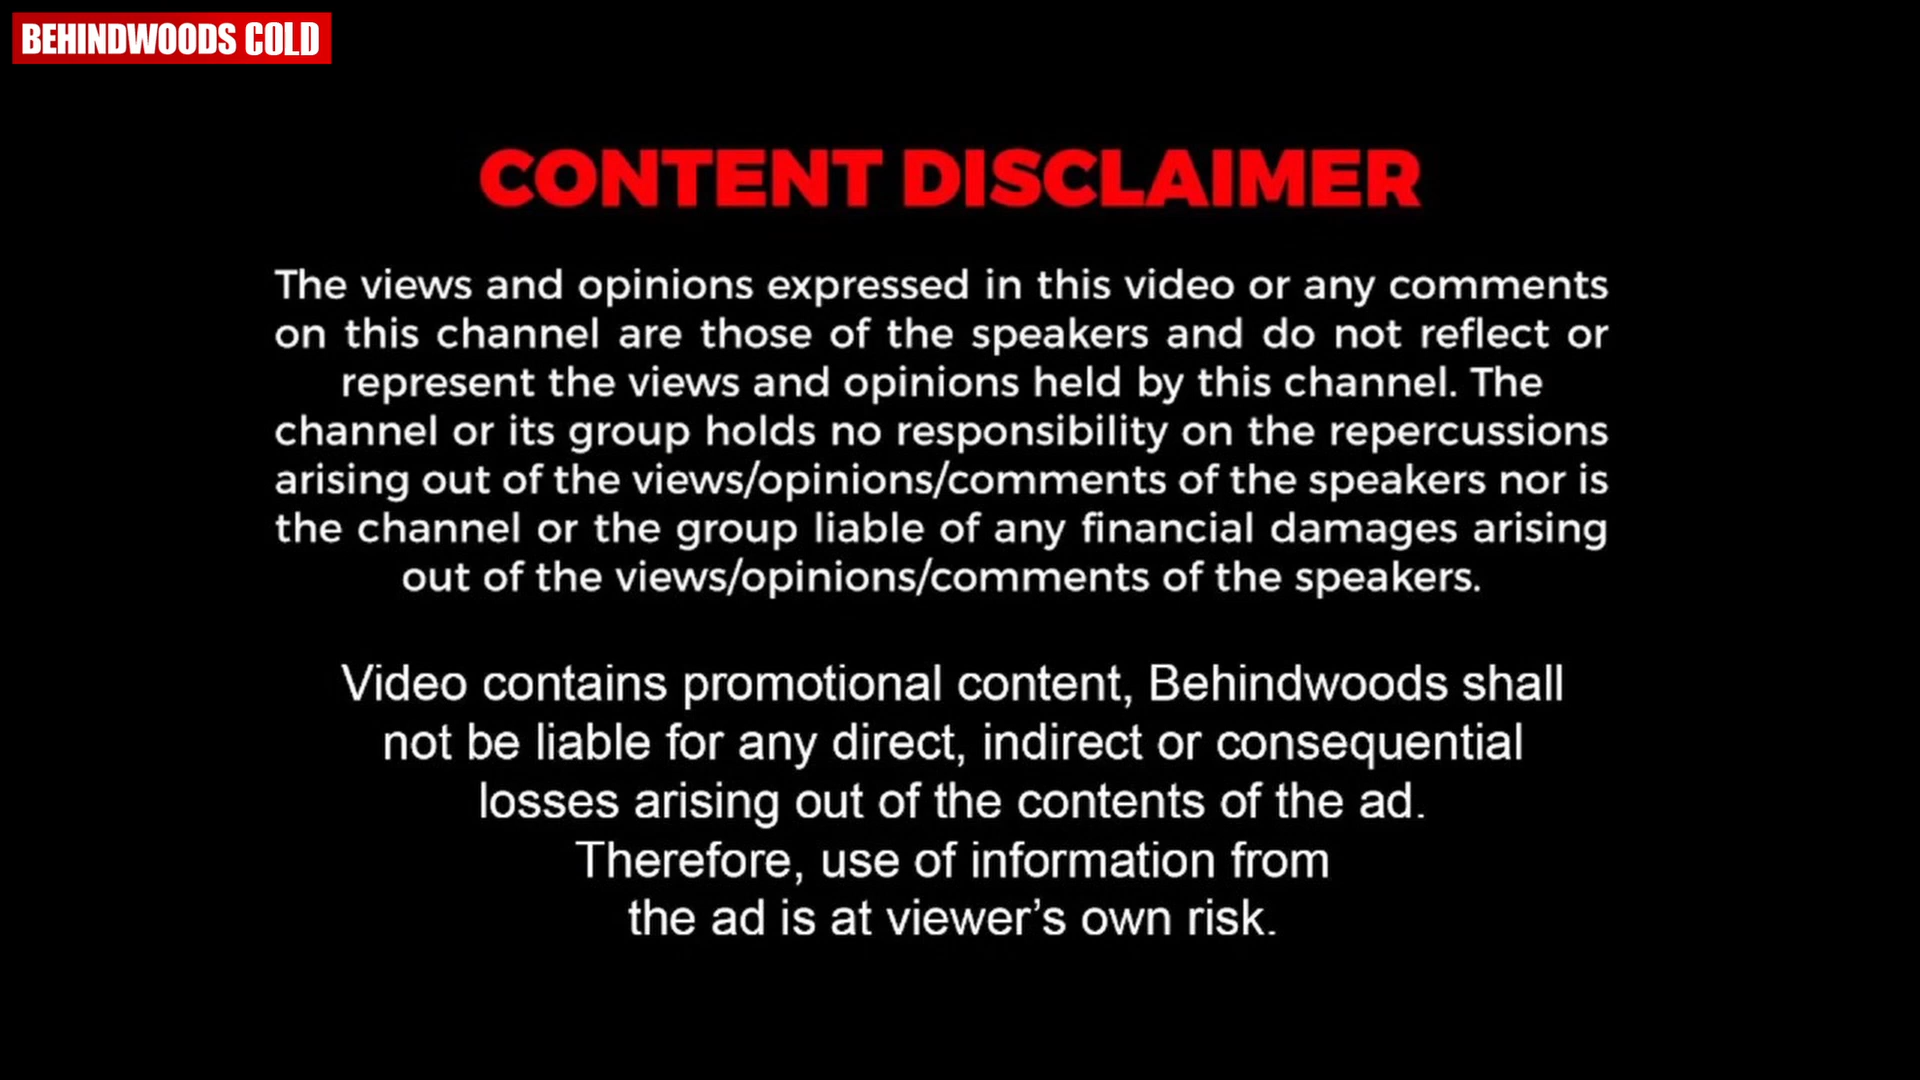 BEHINDWOODS COLD
CONTENT DISCLAIMER
The views and opinions expressed in this video or any comments
on this channel are those of the speakers and do not reflect or
represent the views and opinions held by this channel. The
channel or its group holds no responsibility on the repercussions
arising out of the views/opinions/comments of the speakers nor is
the channel or the group liable of any financial damages arising
out of the views/opinions/comments of the speakers.
Video contains promotional content, Behindwoods shall
not be liable for any direct, indirect or consequential
losses arising out of the contents of the ad.
Therefore, use of information from
the ad is at viewer’s own risk.